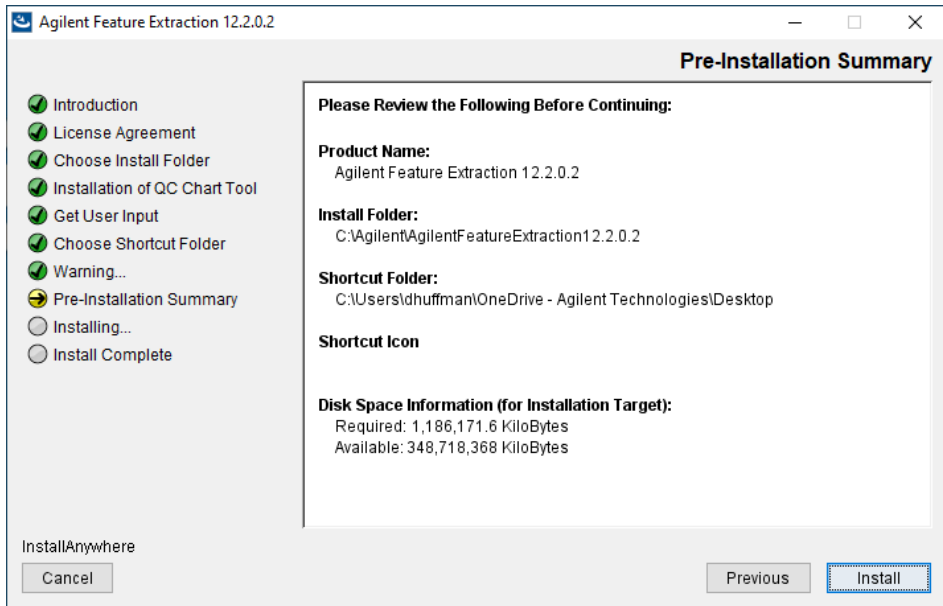 Agilent Feature Extraction 12.2.0.2
Pre-Installation Summary
Introduction
License Agreement
Choose Install Folder
Installation of QC Chart Tool
Get User Input
Choose Shortcut Folder
Warning...
Pre-Installation Summary
Installing...
Install Complete
Please Review the Following Before Continuing:
Product Name:
Agilent Feature Extraction 12.2.0.2
Install Folder:
C:\Agilent\AgilentFeatureExtraction12.2.0.2
Shortcut Folder:
C:\Users\dhuffman\OneDrive - Agilent Technologies\Desktop
Shortcut Icon
Disk Space Information (for Installation Target):
Required: 1,186,171.6 KiloBytes
Available: 348,718,368 KiloBytes
InstallAnywhere
Cancel
Previous
Install